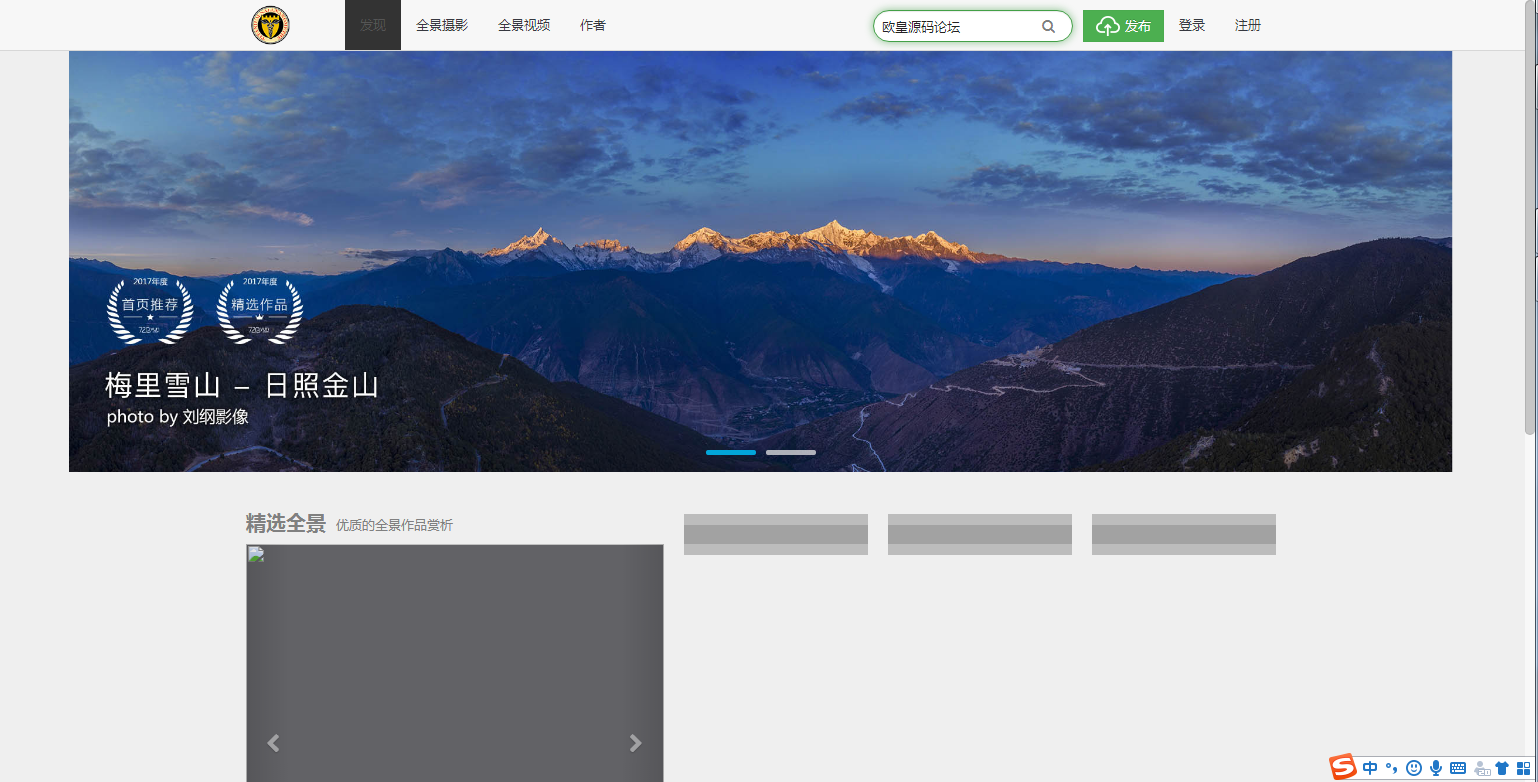 发现 全景摄影 全景视频 作者 欧皇源码论坛 发布 登录 注册
2017年度 2017年度
首页推荐 精选作品
梅里雪山 – 日照金山
photo by 刘纲影像
精选全景 优质的全景作品赏析
中